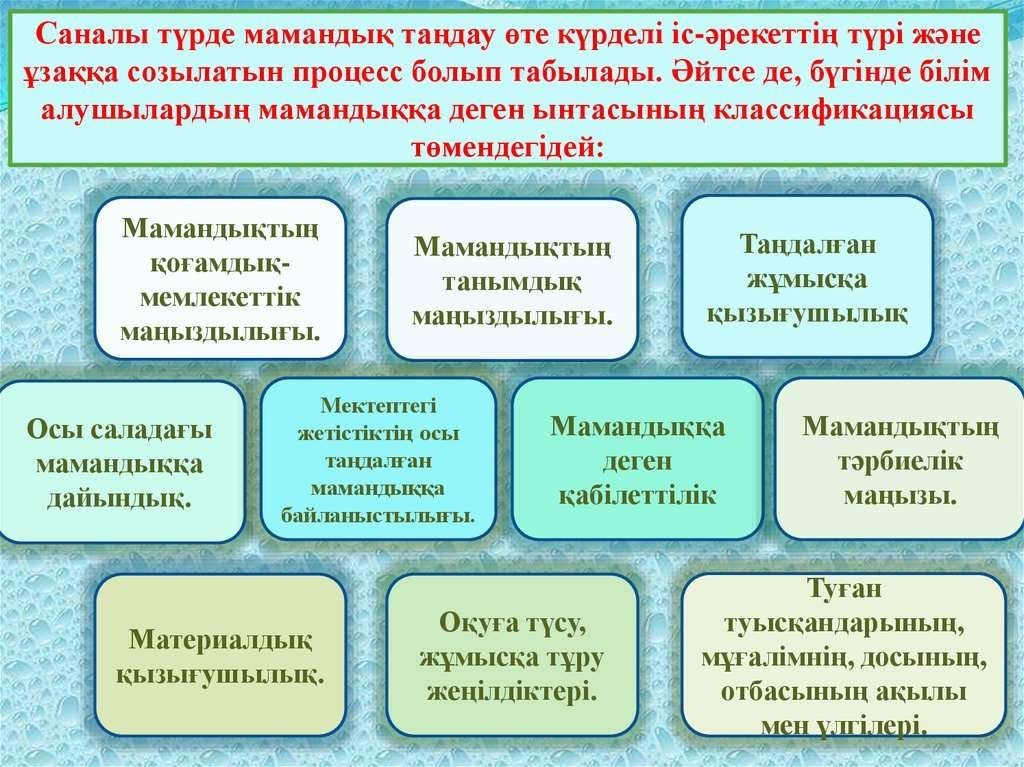 Саналы түрде мамандық таңдау өте күрделі іс-әрекеттің түрі және
ұзаққа созылатын процесс болып табылады. Әйтсе де, бүгінде білім
алушылардың мамандыққа деген ынтасының классификациясы
төмендегідей:
Мамандықтың
қоғамдық-
мемлекеттік
маңыздылығы.
Мамандықтың
танымдық
маңыздылығы.
Таңдалған
жұмысқа
қызығушылық
Осы саладағы
мамандыққа
дайындық.
Мектептегі
жетістіктің осы
таңдалған
мамандыққа
байланыстылығы.
Мамандыққа
деген
қабілеттілік
Мамандықтың
тәрбиелік
маңызы.
Материалдық
қызығушылық.
Оқуға түсу,
жұмысқа тұру
жеңілдіктері.
Туған
туысқандарының,
мұғалімнің, досының,
отбасының ақылы
мен үлгілері.